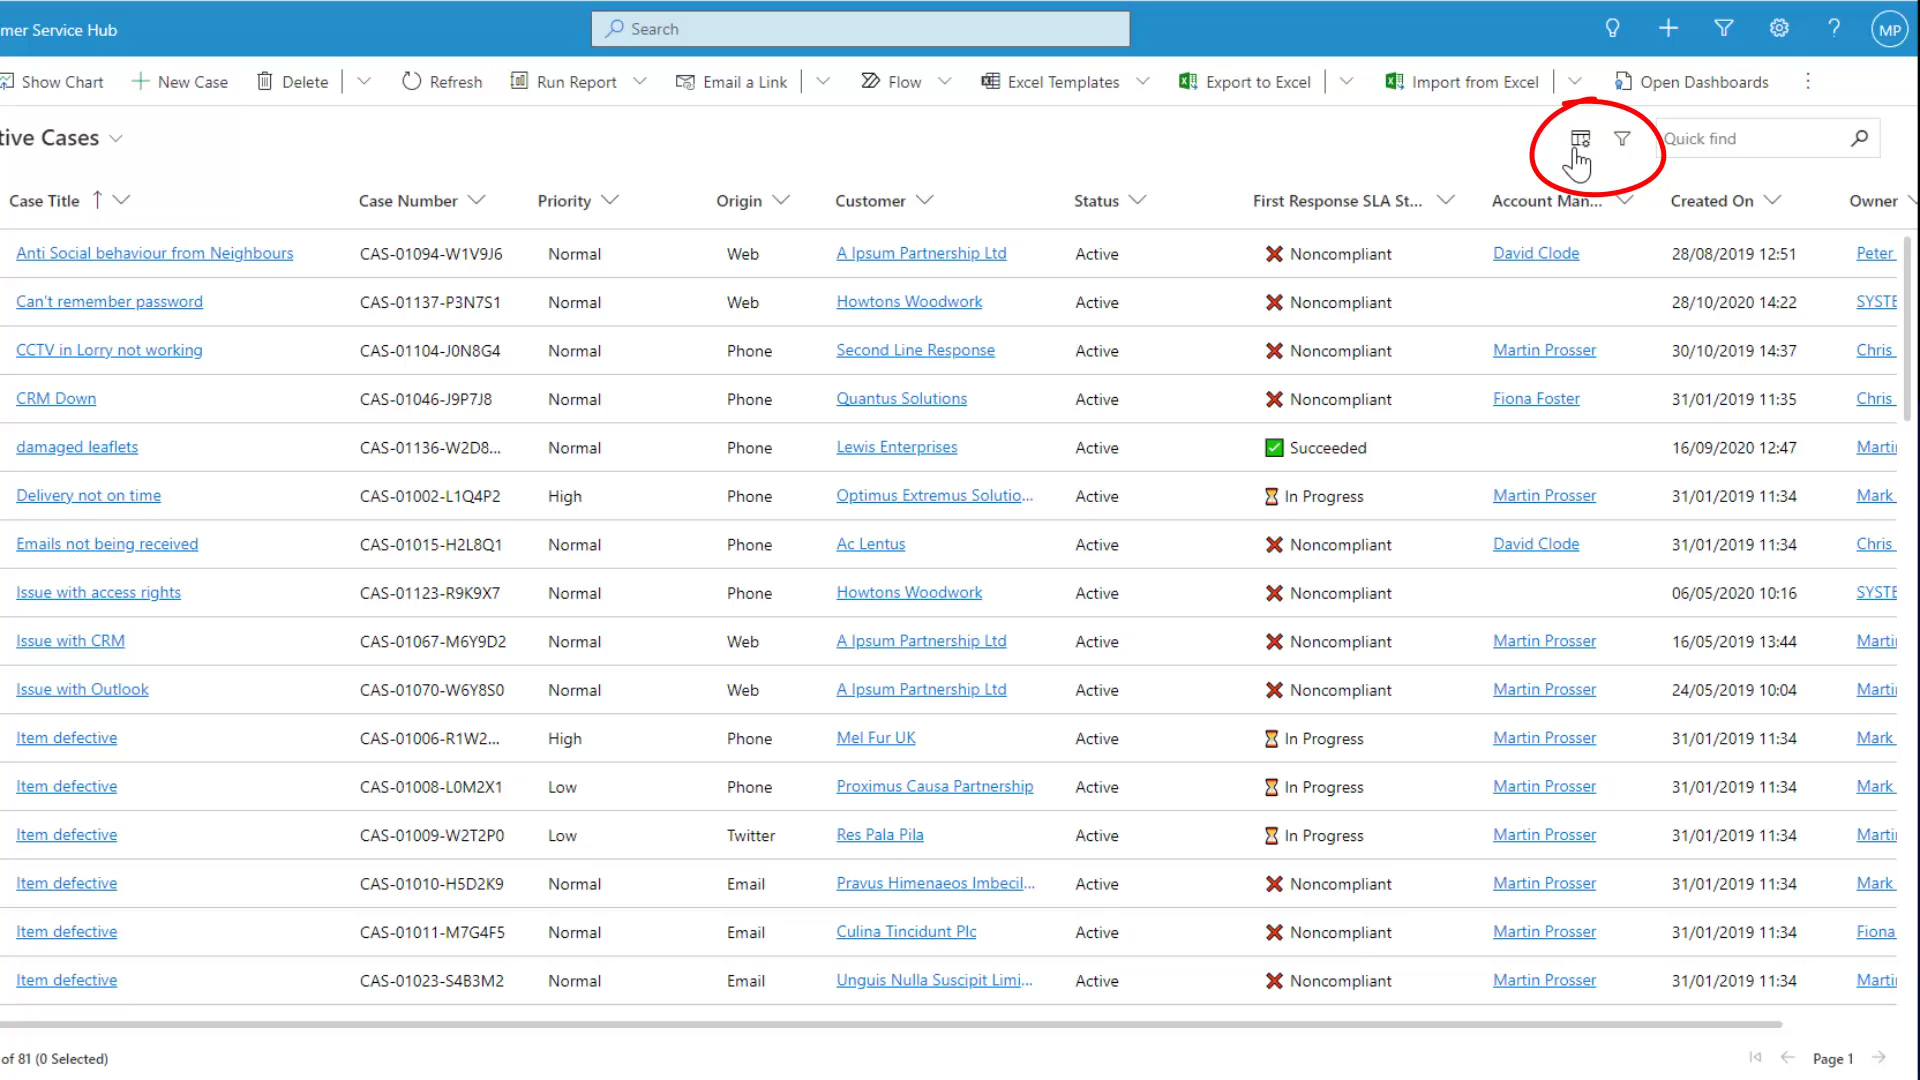 mer Service Hub
Search
MP
Show Chart New Case Delete Refresh Run Report Email a Link Flow Excel Templates Export to Excel Import from Excel Open Dashboards
tive Cases
Quick find
Case Title Case Number Priority Origin Customer Status First Response SLA St... Account Man... Created On Owner
Anti Social behaviour from Neighbours CAS-01094-W1V9J6 Normal Web A Ipsum Partnership Ltd Active Noncompliant David Clode 28/08/2019 12:51 Peter
Can't remember password CAS-01137-P3N7S1 Normal Web Howtons Woodwork Active Noncompliant 28/10/2020 14:22 SYSTE
CCTV in Lorry not working CAS-01104-J0N8G4 Normal Phone Second Line Response Active Noncompliant Martin Prosser 30/10/2019 14:37 Chris
CRM Down CAS-01046-J9P7J8 Normal Phone Quantus Solutions Active Noncompliant Fiona Foster 31/01/2019 11:35 Chris
damaged leaflets CAS-01136-W2D8... Normal Phone Lewis Enterprises Active Succeeded 16/09/2020 12:47 Marti
Delivery not on time CAS-01002-L1Q4P2 High Phone Optimus Extremus Solutio... Active In Progress Martin Prosser 31/01/2019 11:34 Mark
Emails not being received CAS-01015-H2L8Q1 Normal Phone Ac Lentus Active Noncompliant David Clode 31/01/2019 11:34 Chris
Issue with access rights CAS-01123-R9K9X7 Normal Phone Howtons Woodwork Active Noncompliant 06/05/2020 10:16 SYSTE
Issue with CRM CAS-01067-M6Y9D2 Normal Web A Ipsum Partnership Ltd Active Noncompliant Martin Prosser 16/05/2019 13:44 Marti
Issue with Outlook CAS-01070-W6Y8S0 Normal Web A Ipsum Partnership Ltd Active Noncompliant Martin Prosser 24/05/2019 10:04 Marti
Item defective CAS-01006-R1W2... High Phone Mel Fur UK Active In Progress Martin Prosser 31/01/2019 11:34 Mark
Item defective CAS-01008-L0M2X1 Low Phone Proximus Causa Partnership Active In Progress Martin Prosser 31/01/2019 11:34 Mark
Item defective CAS-01009-W2T2P0 Low Twitter Res Pala Pila Active In Progress Martin Prosser 31/01/2019 11:34 Marti
Item defective CAS-01010-H5D2K9 Normal Email Pravus Himenaeos Imbecil... Active Noncompliant Martin Prosser 31/01/2019 11:34 Mark
Item defective CAS-01011-M7G4F5 Normal Email Culina Tincidunt Plc Active Noncompliant Martin Prosser 31/01/2019 11:34 Fiona
Item defective CAS-01023-S4B3M2 Normal Email Unguis Nulla Suscipit Limi... Active Noncompliant Martin Prosser 31/01/2019 11:34 Marti
of 81 (0 Selected) Page 1